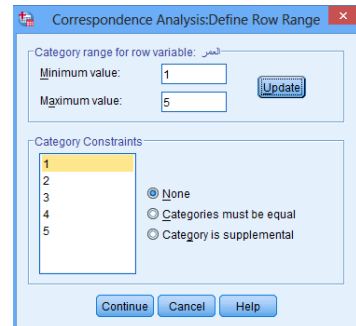 Correspondence Analysis:Define Row Range
Category range for row variable: العمر
Minimum value: 1
Maximum value: 5
Update
Category Constraints
1
2
3
4
5
None
Categories must be equal
Category is supplemental
Continue Cancel Help